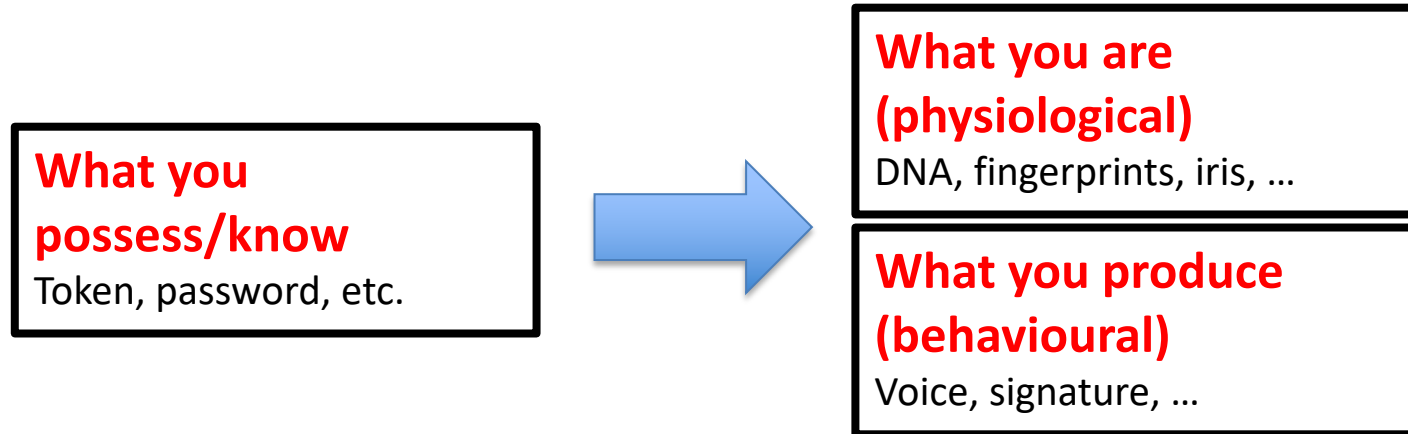 What you
possess/know
Token, password, etc.
What you are
(physiological)
DNA, fingerprints, iris, …
What you produce
(behavioural)
Voice, signature, …